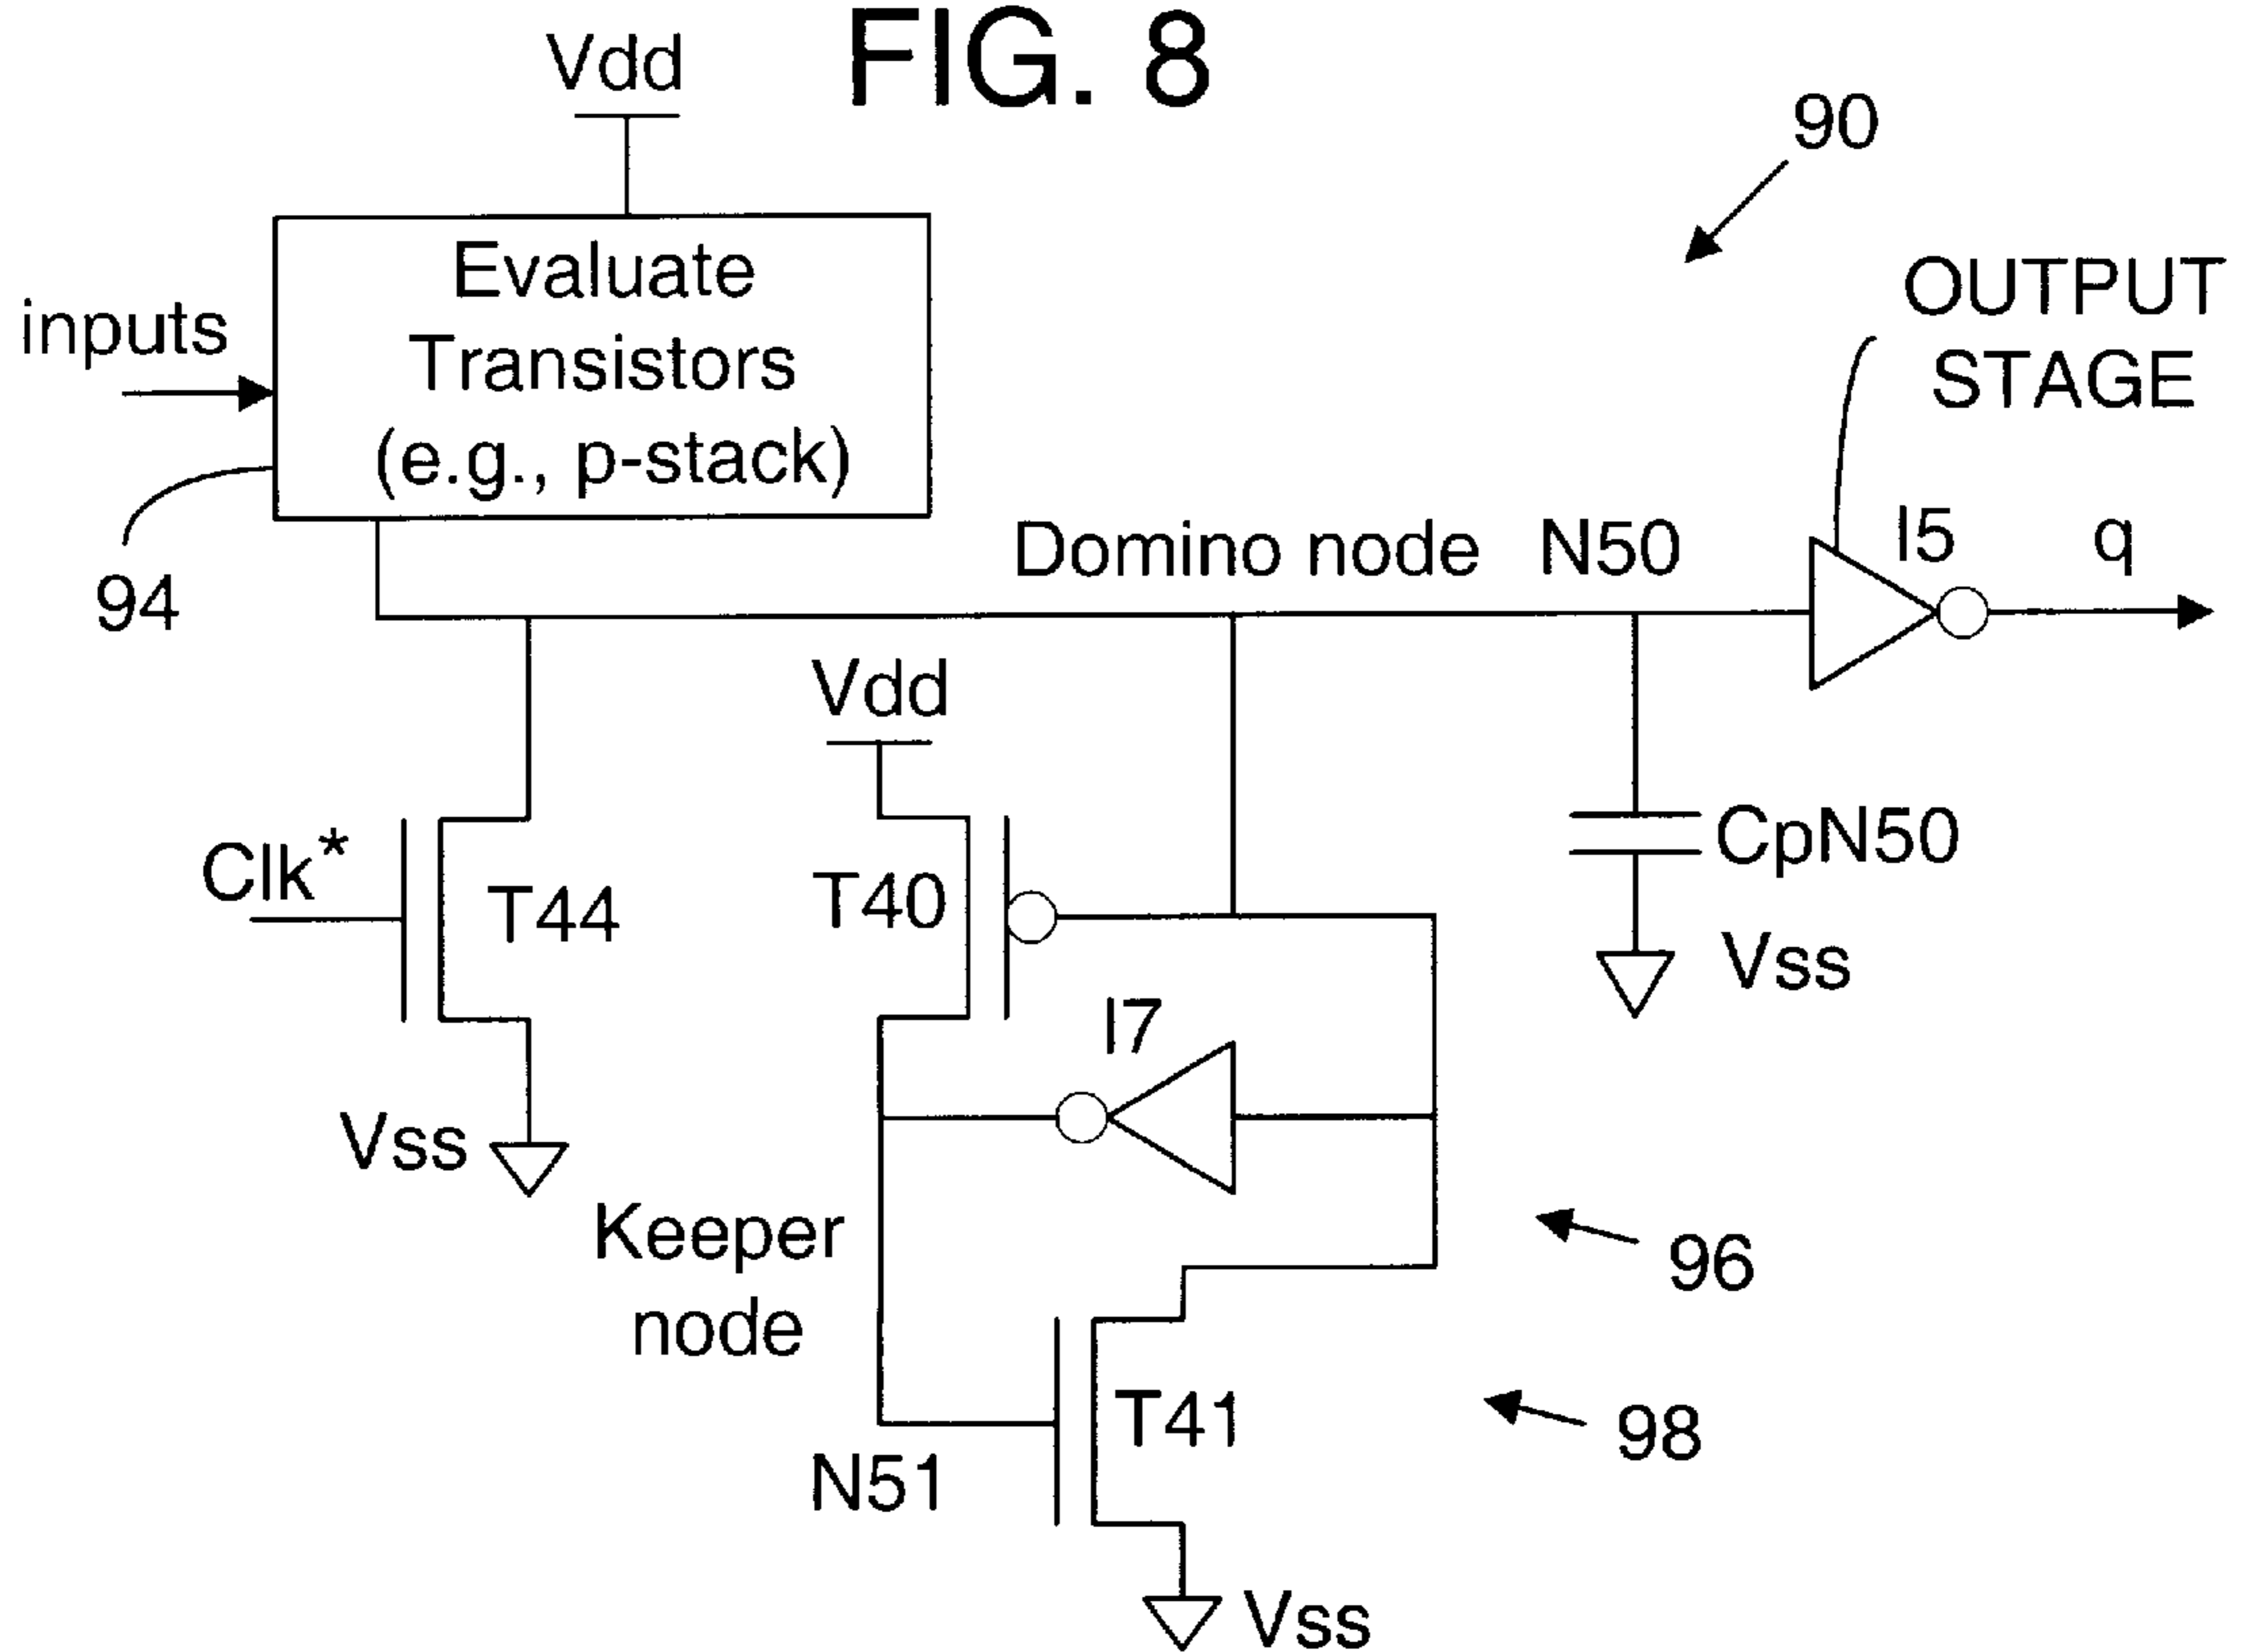 FIG. 8
Vdd
90
Evaluate
Transistors
(e.g., p-stack)
inputs
94
OUTPUT
STAGE
Domino node N50
I5
q
Vdd
Clk*
T44
T40
CpN50
Vss
I7
Vss
Keeper
node
96
T41
98
N51
Vss